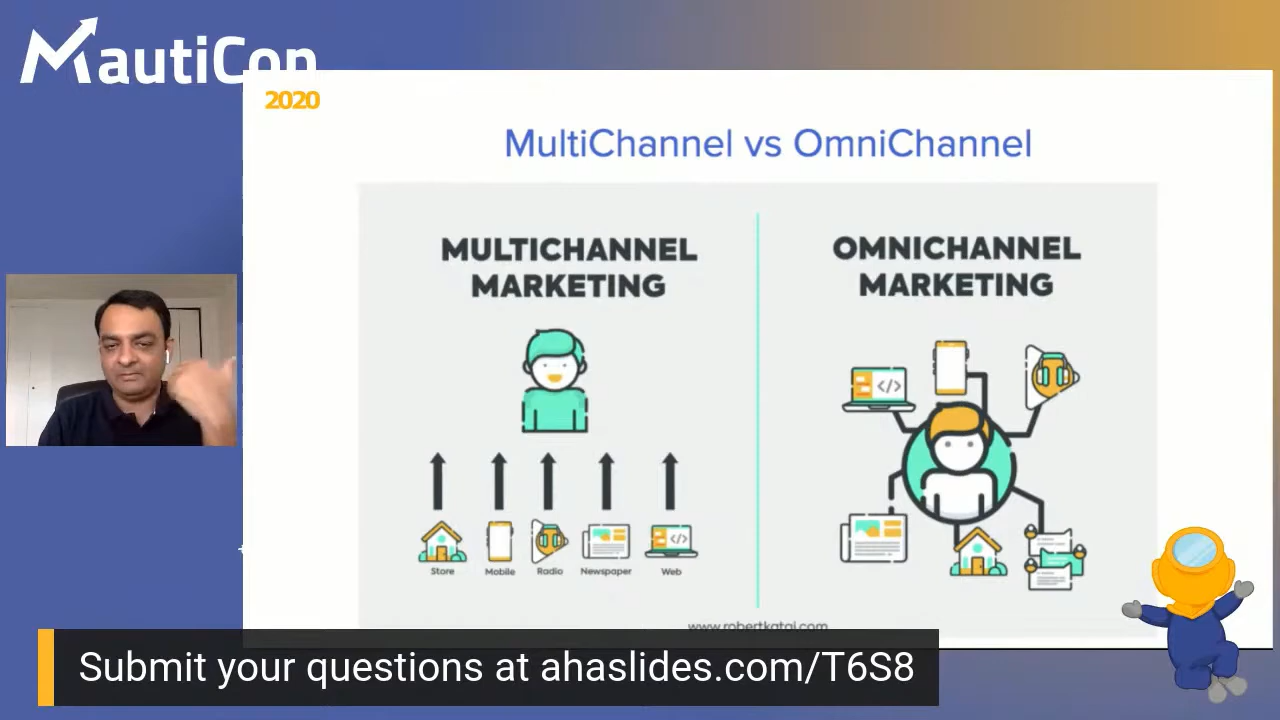 MautiCon
2020
MultiChannel vs OmniChannel
MULTICHANNEL
MARKETING
Store
Mobile
Radio
Newspaper
Web
OMNICHANNEL
MARKETING
</>
</>
www.robertkatai.com
Submit your questions at ahaslides.com/T6S8